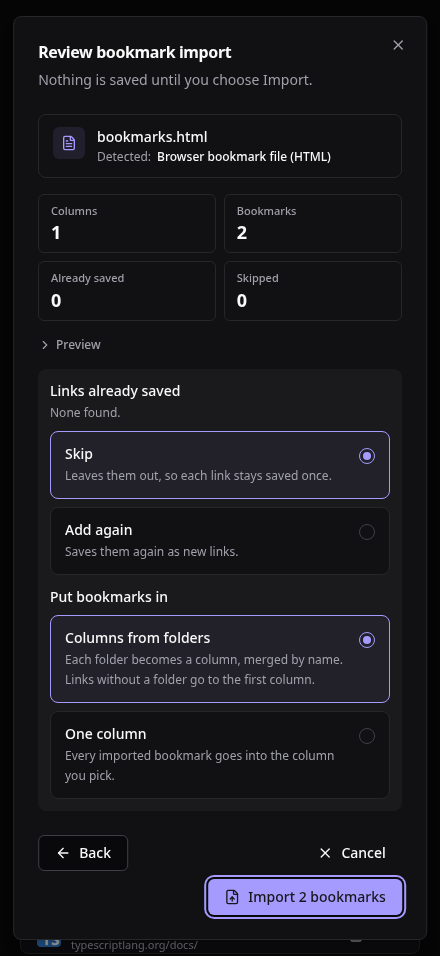 Review bookmark import
Nothing is saved until you choose Import.
bookmarks.html
Detected: Browser bookmark file (HTML)
Columns
1
Bookmarks
2
Already saved
0
Skipped
0
Preview
Links already saved
None found.
Skip
Leaves them out, so each link stays saved once.
Add again
Saves them again as new links.
Put bookmarks in
Columns from folders
Each folder becomes a column, merged by name.
Links without a folder go to the first column.
One column
Every imported bookmark goes into the column
you pick.
Back
Cancel
Import 2 bookmarks
TS
typescriptlang.org/docs/